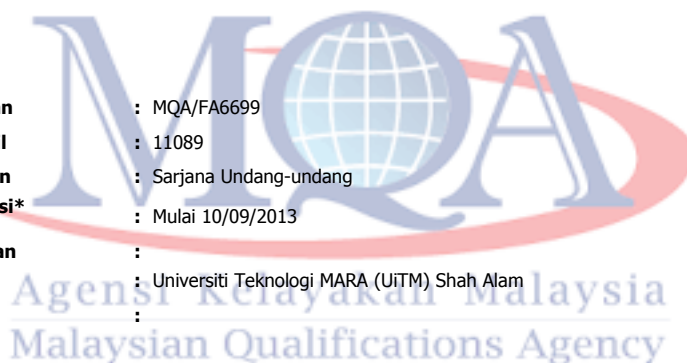 MQA
an : MQA/FA6699
l : 11089
n : Sarjana Undang-undang
si* : Mulai 10/09/2013
an :
: Universiti Teknologi MARA (UiTM) Shah Alam
:
Agensi Kelayakan Malaysia
Malaysian Qualifications Agency